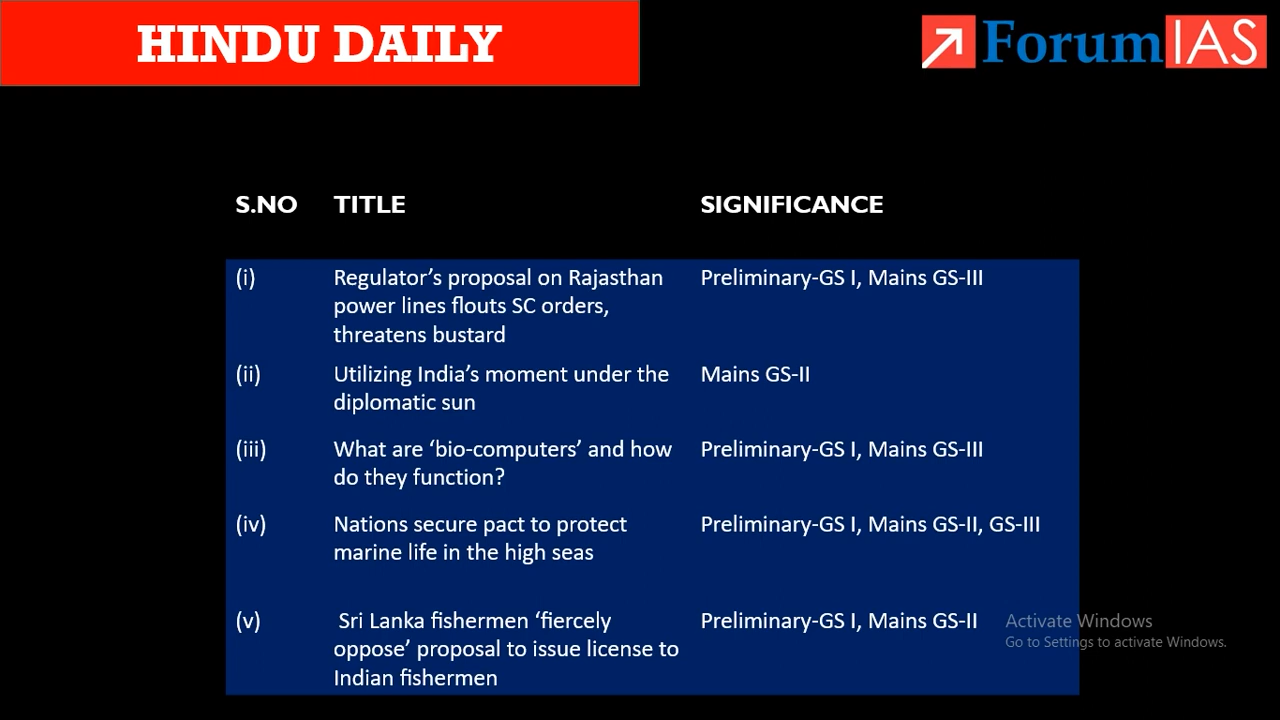 HINDU DAILY
ForumIAS
S.NO TITLE SIGNIFICANCE
(i) Regulator’s proposal on Rajasthan Preliminary-GS I, Mains GS-III
power lines flouts SC orders,
threatens bustard
(ii) Utilizing India’s moment under the Mains GS-II
diplomatic sun
(iii) What are ‘bio-computers’ and how Preliminary-GS I, Mains GS-III
do they function?
(iv) Nations secure pact to protect Preliminary-GS I, Mains GS-II, GS-III
marine life in the high seas
(v) Sri Lanka fishermen ‘fiercely Preliminary-GS I, Mains GS-II
oppose’ proposal to issue license to
Indian fishermen
Activate Windows
Go to Settings to activate Windows.